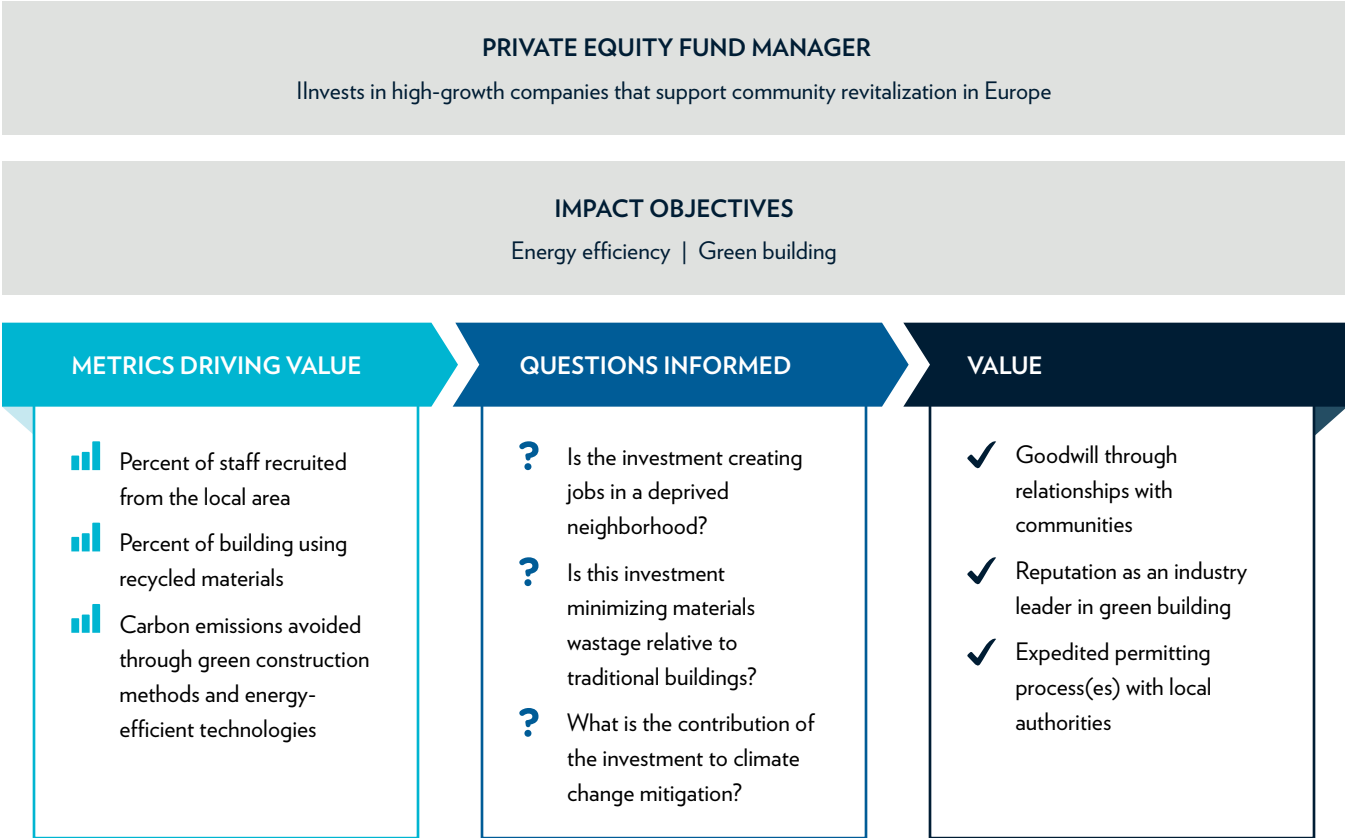 PRIVATE EQUITY FUND MANAGER
IInvests in high-growth companies that support community revitalization in Europe
IMPACT OBJECTIVES
Energy efficiency | Green building
METRICS DRIVING VALUE
Percent of staff recruited
from the local area
Percent of building using
recycled materials
Carbon emissions avoided
through green construction
methods and energy-
efficient technologies
QUESTIONS INFORMED
? Is the investment creating
jobs in a deprived
neighborhood?
? Is this investment
minimizing materials
wastage relative to
traditional buildings?
? What is the contribution of
the investment to climate
change mitigation?
VALUE
✓ Goodwill through
relationships with
communities
✓ Reputation as an industry
leader in green building
✓ Expedited permitting
process(es) with local
authorities